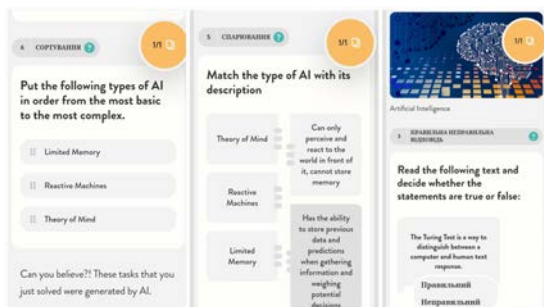 6 СОРТУВАННЯ ?
1/1
Put the following types of AI
in order from the most basic
to the most complex.
Limited Memory
Reactive Machines
Theory of Mind
Can you believe?! These tasks that you
just solved were generated by AI.
5 СПАРЮВАННЯ ?
1/1
Match the type of AI with its
description
Theory of Mind
Can only
perceive and
react to the
world in front of
it, cannot store
memory
Reactive
Machines
Limited
Memory
Has the ability
to store previous
data and
predictions
when gathering
information and
weighing
potential
decisions
1/1
Artificial Intelligence
3 ПРАВИЛЬНА НЕПРАВИЛЬНА
ВІДПОВІДЬ ?
Read the following text and
decide whether the
statements are true or false:
The Turing Test is a way to
distinguish between a
computer and human text
response.
Правильний
Неправильний